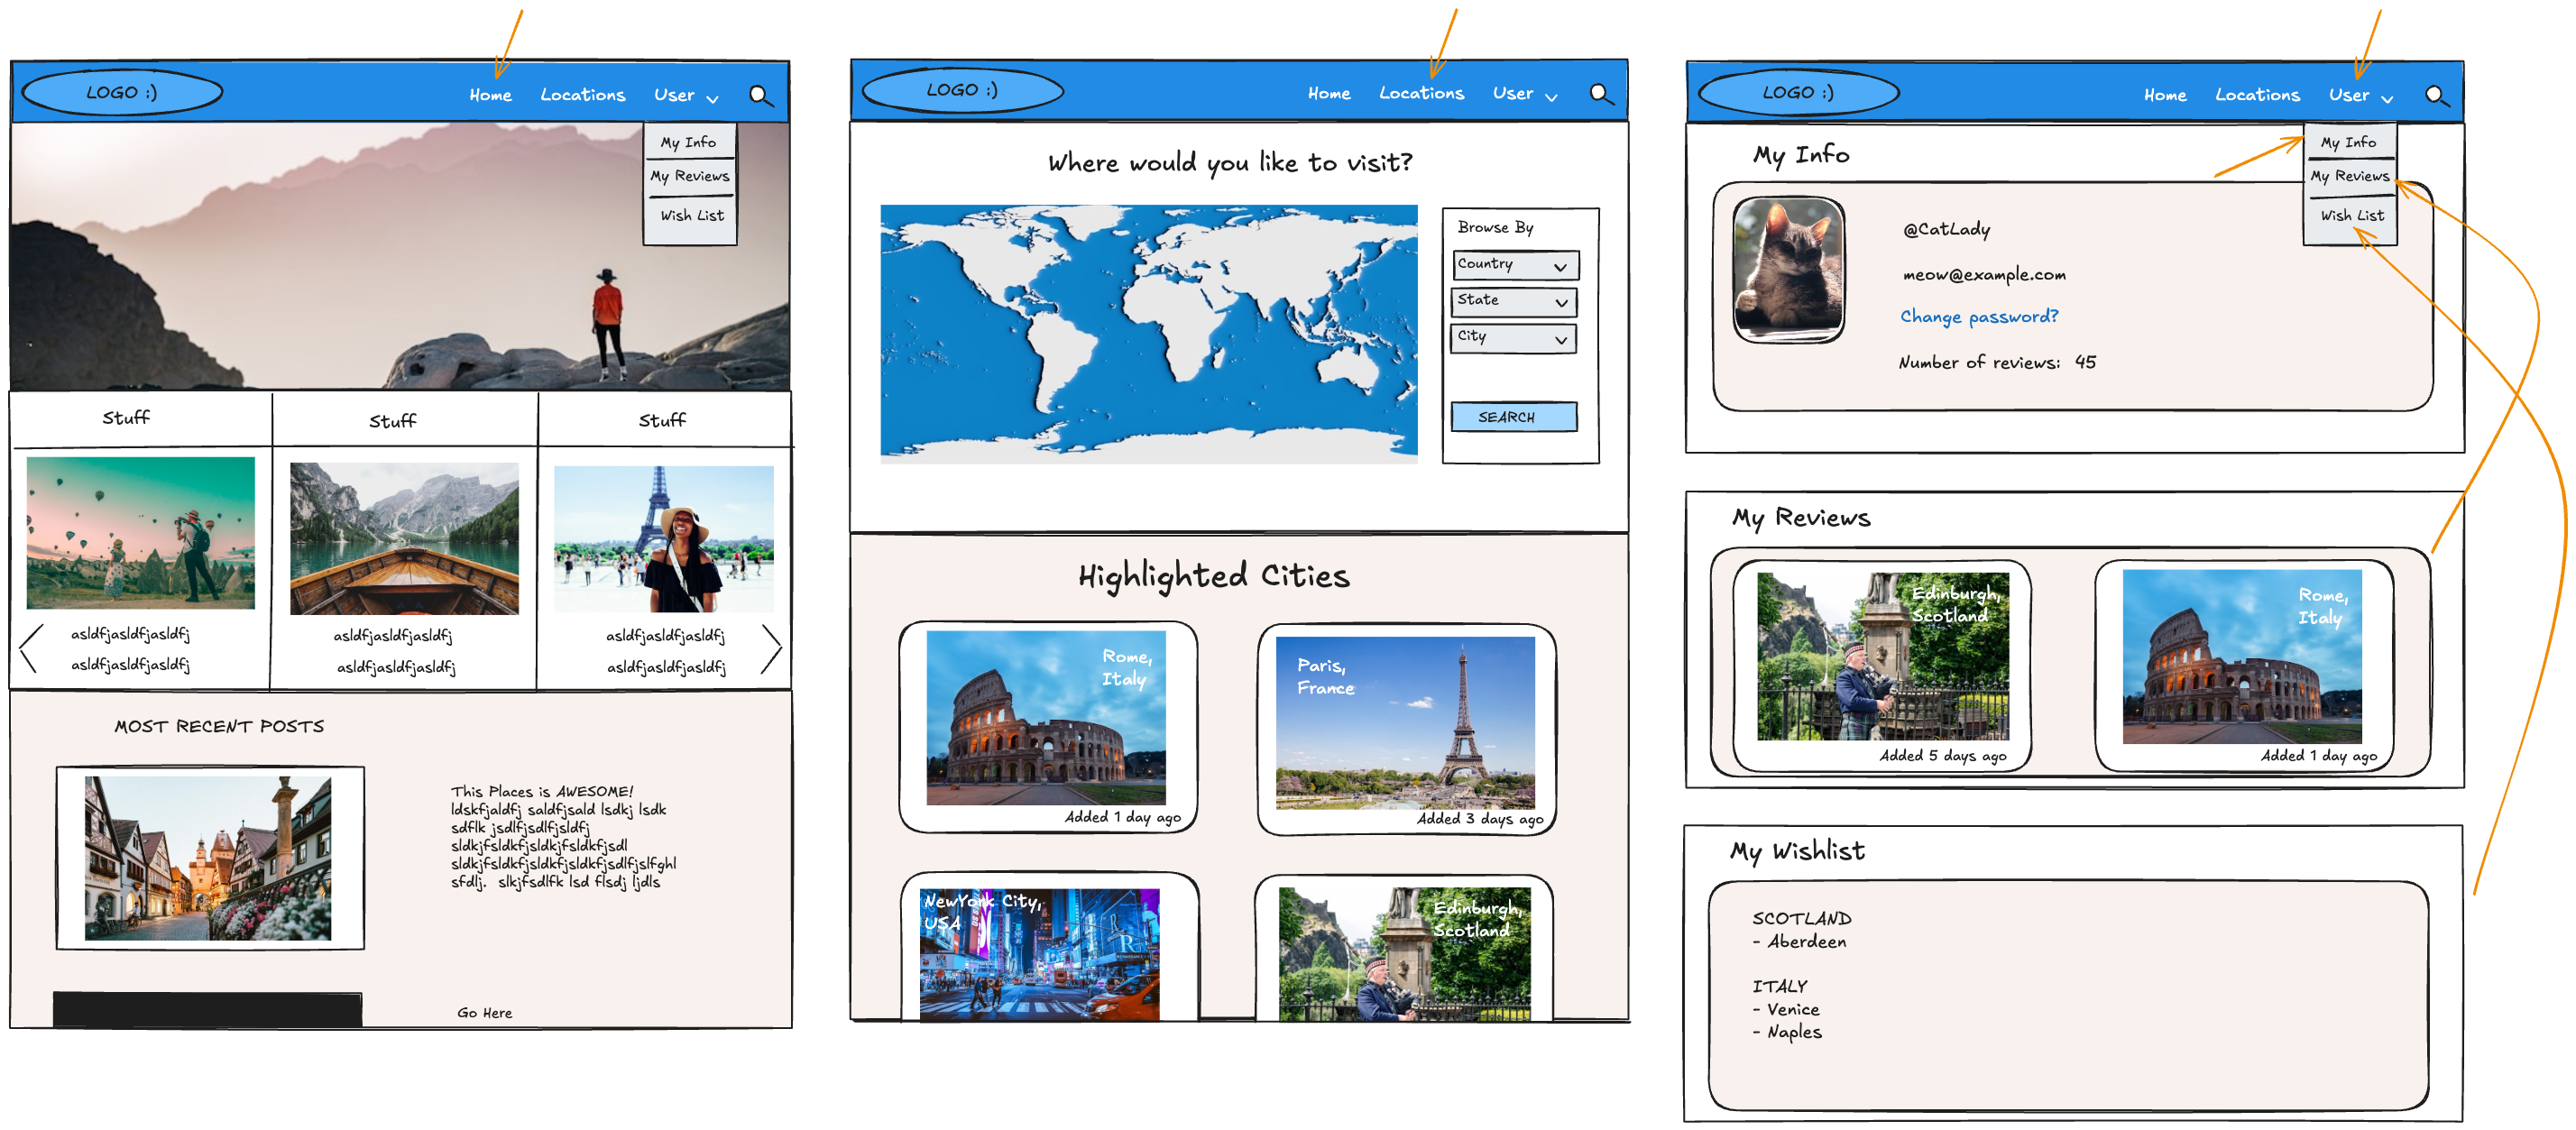 LOGO :)
Home
Locations
User
My Info
My Reviews
Wish List
Stuff
Stuff
Stuff
asldfjasldfjasldfj
asldfjasldfjasldfj
asldfjasldfjasldfj
asldfjasldfjasldfj
asldfjasldfjasldfj
asldfjasldfjasldfj
MOST RECENT POSTS
This Places is AWESOME!
ldskfjaldfj saldfjsald lsdkj lsdk
sdflk jsdlfjsdlfjsldfj
sldkjfsldkfjsldkjfsldkfjsdl
sldkjfsldkfjsldkfjsldkfjsdlfjslfghl
sfdlj. slkjfsdlfk lsd flsdj ljdls
Go Here
LOGO :)
Home
Locations
User
Where would you like to visit?
Browse By
Country
State
City
SEARCH
Highlighted Cities
Rome,
Italy
Added 1 day ago
Paris,
France
Added 3 days ago
NewYork City,
USA
Edinburgh,
Scotland
LOGO :)
Home
Locations
User
My Info
My Reviews
Wish List
My Info
@CatLady
meow@example.com
Change password?
Number of reviews: 45
My Reviews
Edinburgh,
Scotland
Added 5 days ago
Rome,
Italy
Added 1 day ago
My Wishlist
SCOTLAND
- Aberdeen
ITALY
- Venice
- Naples